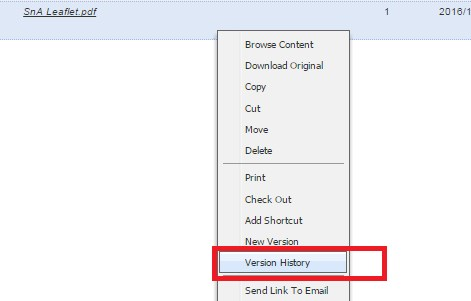 SnA Leaflet.pdf 1 2016/1
Browse Content
Download Original
Copy
Cut
Move
Delete
Print
Check Out
Add Shortcut
New Version
Version History
Send Link To Email